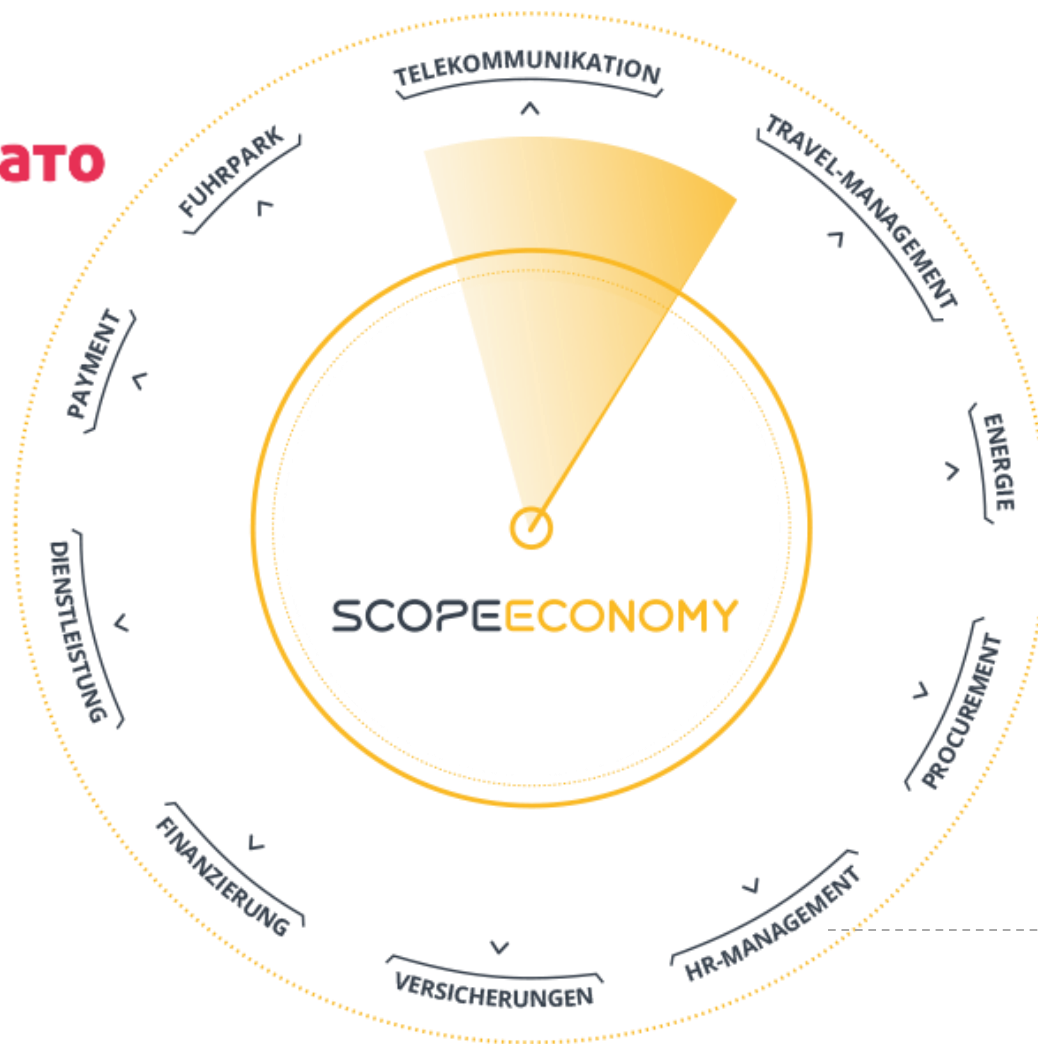 TELEKOMMUNIKATION
TRAVEL-MANAGEMENT
ENERGIE
PROCUREMENT
HR-MANAGEMENT
VERSICHERUNGEN
FINANZIERUNG
DIENSTLEISTUNG
PAYMENT
FUHRPARK
ato
SCOPEECONOMY